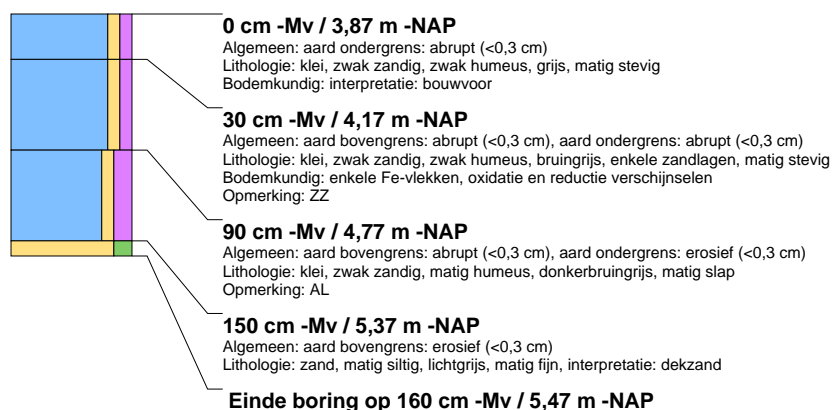 0 cm -Mv / 3,87 m -NAP
Algemeen: aard ondergrens: abrupt (<0,3 cm)
Lithologie: klei, zwak zandig, zwak humeus, grijs, matig stevig
Bodemkundig: interpretatie: bouwvoor
30 cm -Mv / 4,17 m -NAP
Algemeen: aard bovengrens: abrupt (<0,3 cm), aard ondergrens: abrupt (<0,3 cm)
Lithologie: klei, zwak zandig, zwak humeus, bruingrijs, enkele zandlagen, matig stevig
Bodemkundig: enkele Fe-vlekken, oxidatie en reductie verschijnselen
Opmerking: ZZ
90 cm -Mv / 4,77 m -NAP
Algemeen: aard bovengrens: abrupt (<0,3 cm), aard ondergrens: erosief (<0,3 cm)
Lithologie: klei, zwak zandig, matig humeus, donkerbruingrijs, matig slap
Opmerking: AL
150 cm -Mv / 5,37 m -NAP
Algemeen: aard bovengrens: erosief (<0,3 cm)
Lithologie: zand, matig siltig, lichtgrijs, matig fijn, interpretatie: dekzand
Einde boring op 160 cm -Mv / 5,47 m -NAP